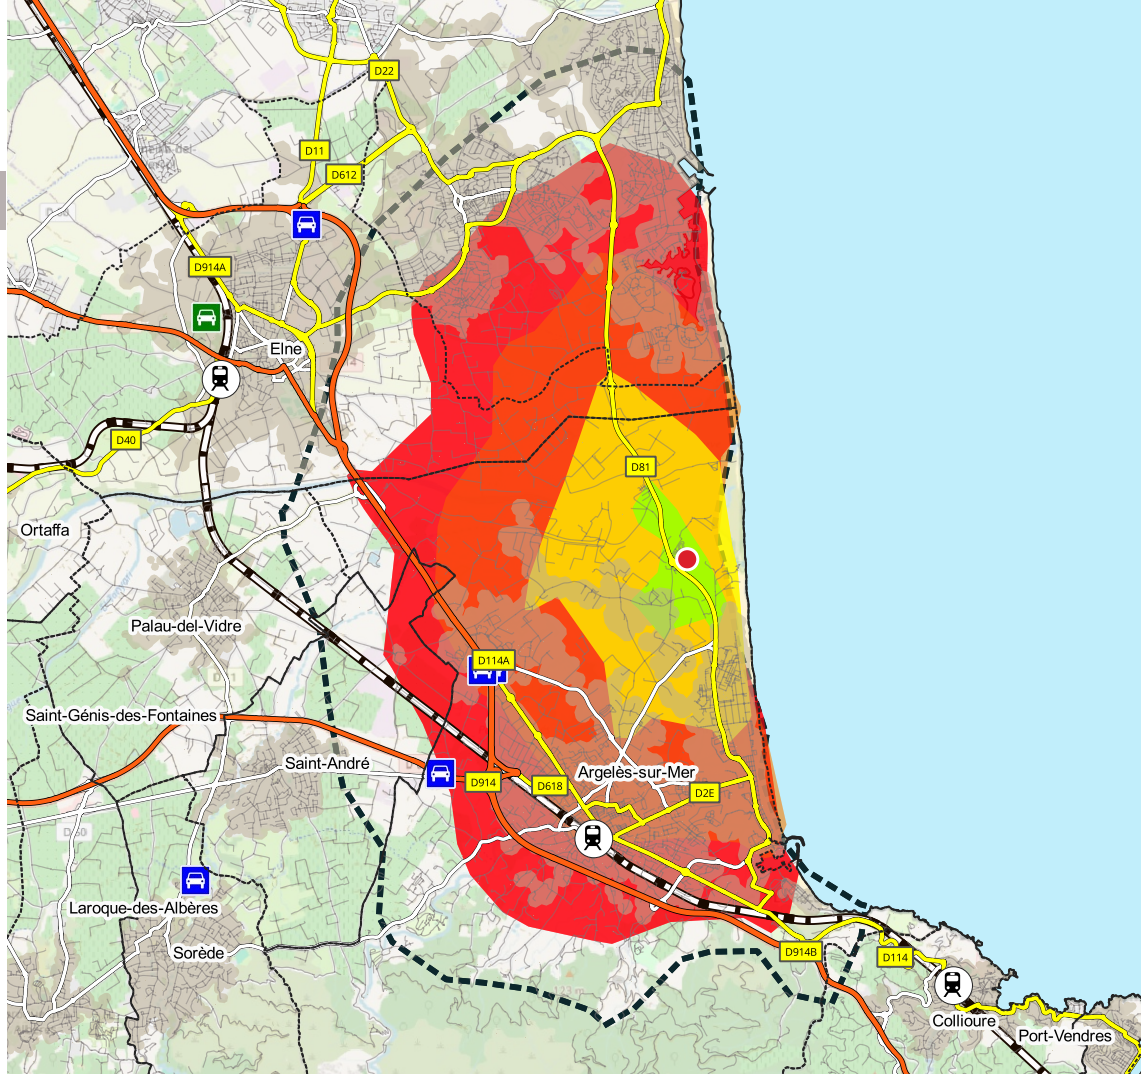 D22
D11
D612
D914A
Elne
D40
D81
Ortaffa
Palau-del-Vidre
D114A
Saint-Génis-des-Fontaines
Saint-André
Argelès-sur-Mer
D914
D618
D2E
Laroque-des-Albères
Sorède
D914B
D114
123 m
Collioure
Port-Vendres